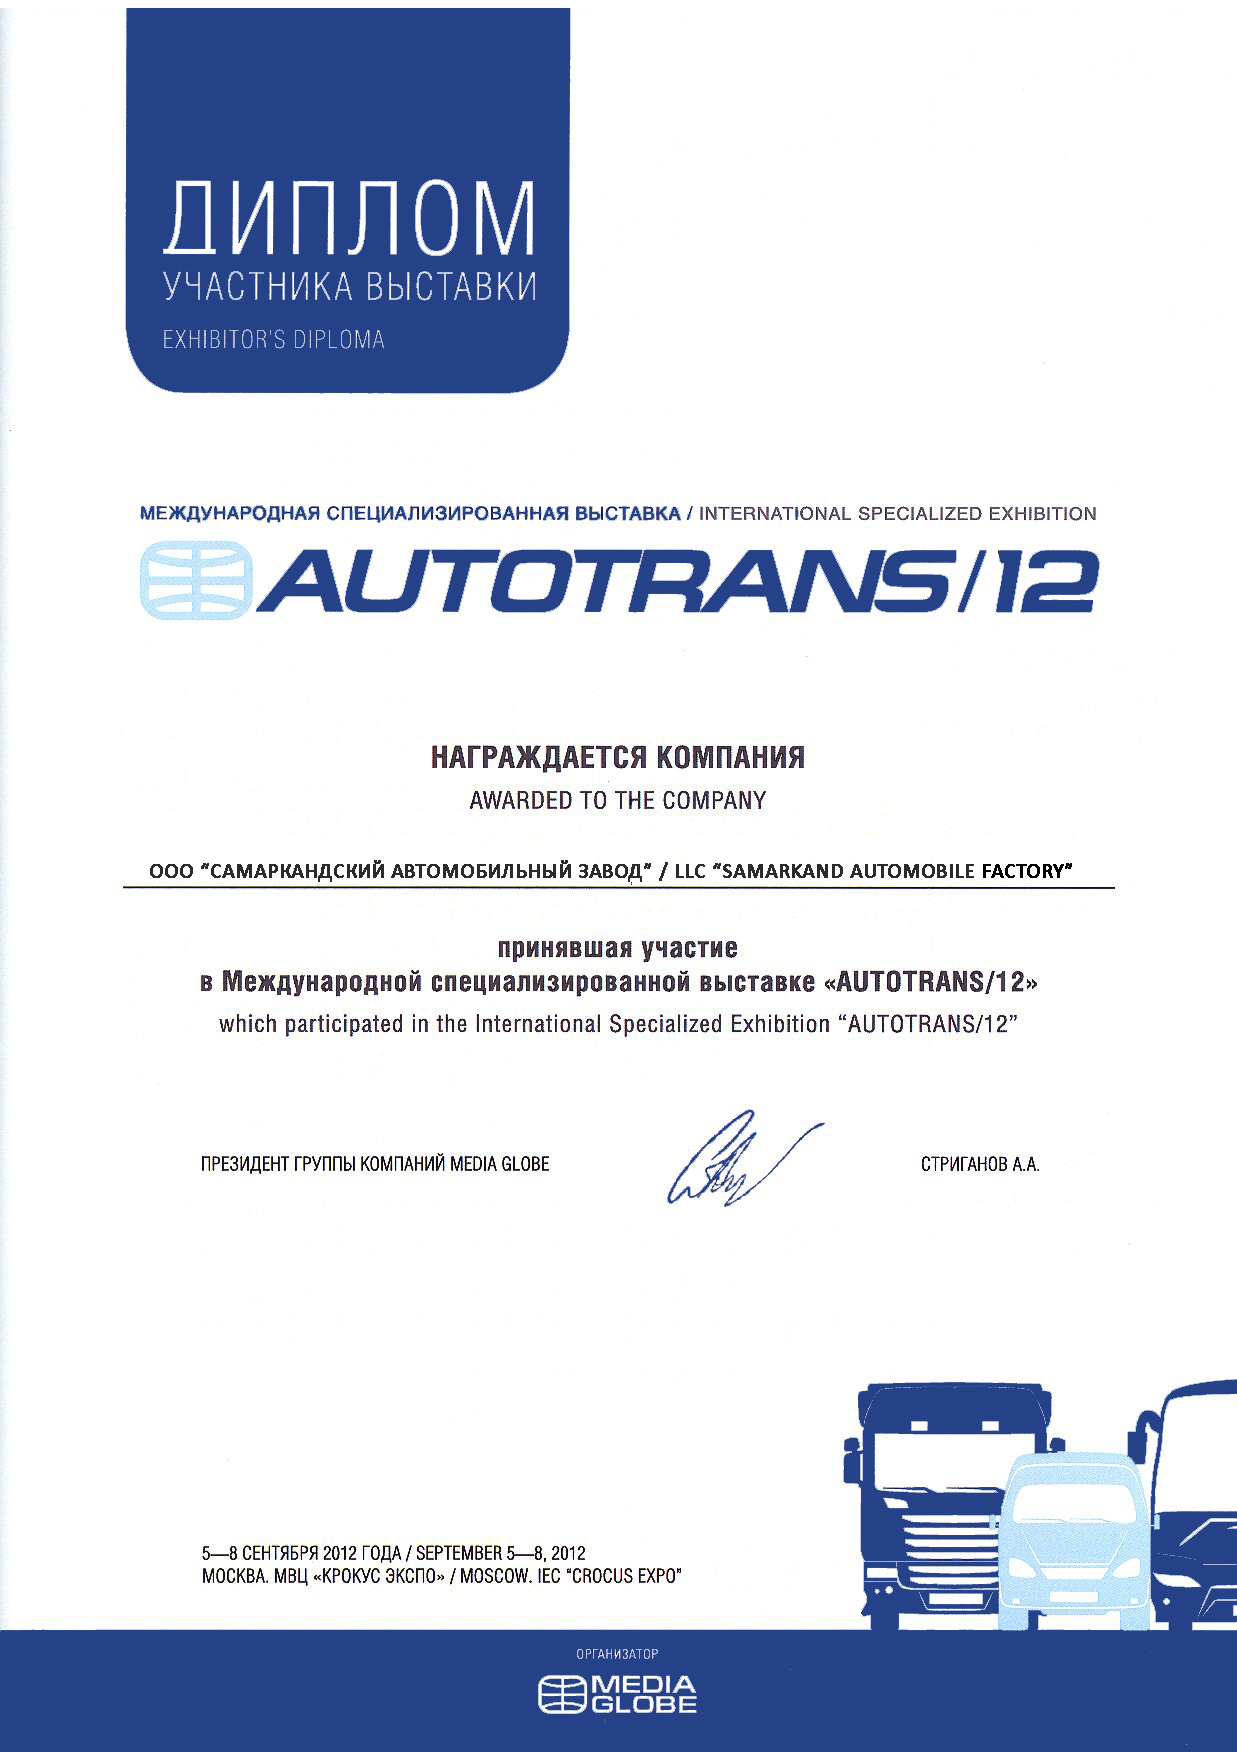 ДИПЛОМ
УЧАСТНИКА ВЫСТАВКИ
EXHIBITOR'S DIPLOMA
МЕЖДУНАРОДНАЯ СПЕЦИАЛИЗИРОВАННАЯ ВЫСТАВКА / INTERNATIONAL SPECIALIZED EXHIBITION
AUTOTRANS/12
НАГРАЖДАЕТСЯ КОМПАНИЯ
AWARDED TO THE COMPANY
ООО "САМАРКАНДСКИЙ АВТОМОБИЛЬНЫЙ ЗАВОД" / LLC "SAMARKAND AUTOMOBILE FACTORY"
принявшая участие
в Международной специализированной выставке «AUTOTRANS/12»
which participated in the International Specialized Exhibition “AUTOTRANS/12”
ПРЕЗИДЕНТ ГРУППЫ КОМПАНИЙ MEDIA GLOBE СТРИГАНОВ А.А.
5—8 СЕНТЯБРЯ 2012 ГОДА / SEPTEMBER 5—8, 2012
МОСКВА. МВЦ «КРОКУС ЭКСПО» / MOSCOW. IEC "CROCUS EXPO"
ОРГАНИЗАТОР
MEDIA
GLOBE